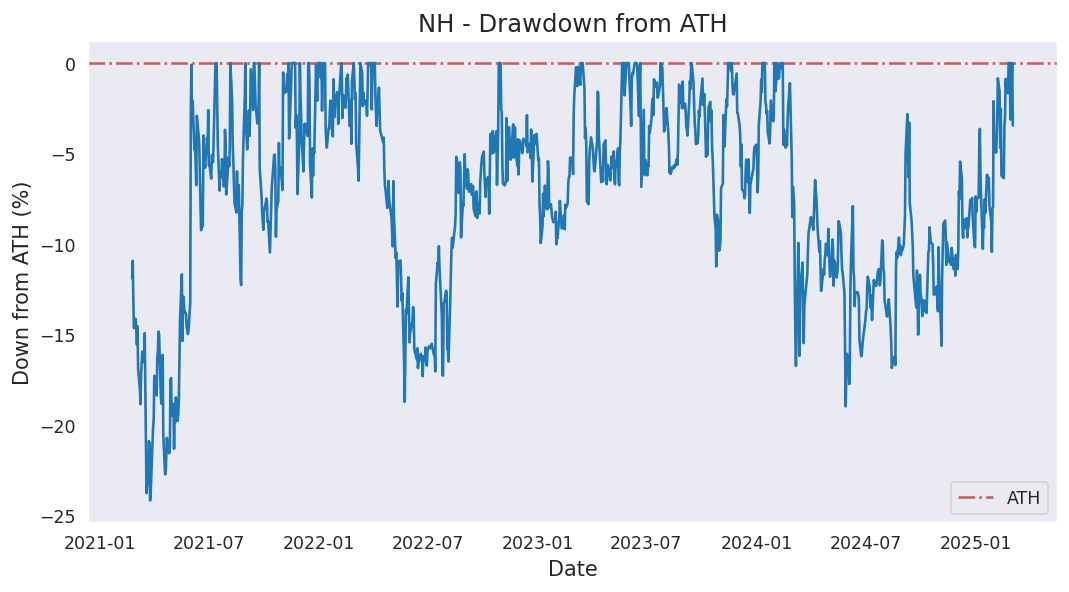 NH - Drawdown from ATH
Down from ATH (%)
0
−5
−10
−15
−20
−25
ATH
2021-01 2021-07 2022-01 2022-07 2023-01 2023-07 2024-01 2024-07 2025-01
Date